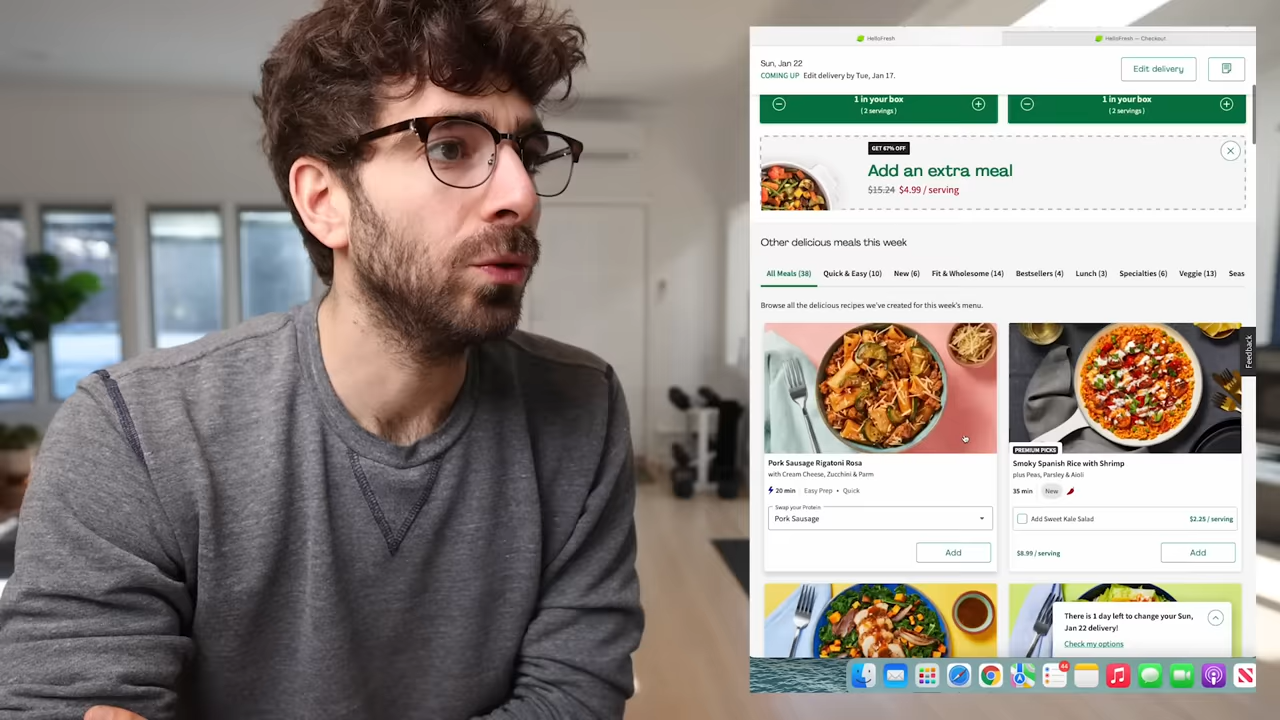 HelloFresh
HelloFresh — Checkout
Sun, Jan 22
COMING UP Edit delivery by Tue, Jan 17.
Edit delivery
1 in your box
( 2 servings )
1 in your box
( 2 servings )
GET 67% OFF
Add an extra meal
$15.24 $4.99 / serving
Other delicious meals this week
All Meals (38) Quick & Easy (10) New (6) Fit & Wholesome (14) Bestsellers (4) Lunch (3) Specialties (6) Veggie (13) Seas
Browse all the delicious recipes we've created for this week's menu.
Feedback
Pork Sausage Rigatoni Rosa
with Cream Cheese, Zucchini & Parm
20 min Easy Prep • Quick
Swap your Protein
Pork Sausage
Add
PREMIUM PICKS
Smoky Spanish Rice with Shrimp
plus Peas, Parsley & Aioli
35 min New
Add Sweet Kale Salad $2.25 / serving
$8.99 / serving
Add
There is 1 day left to change your Sun,
Jan 22 delivery!
Check my options
44